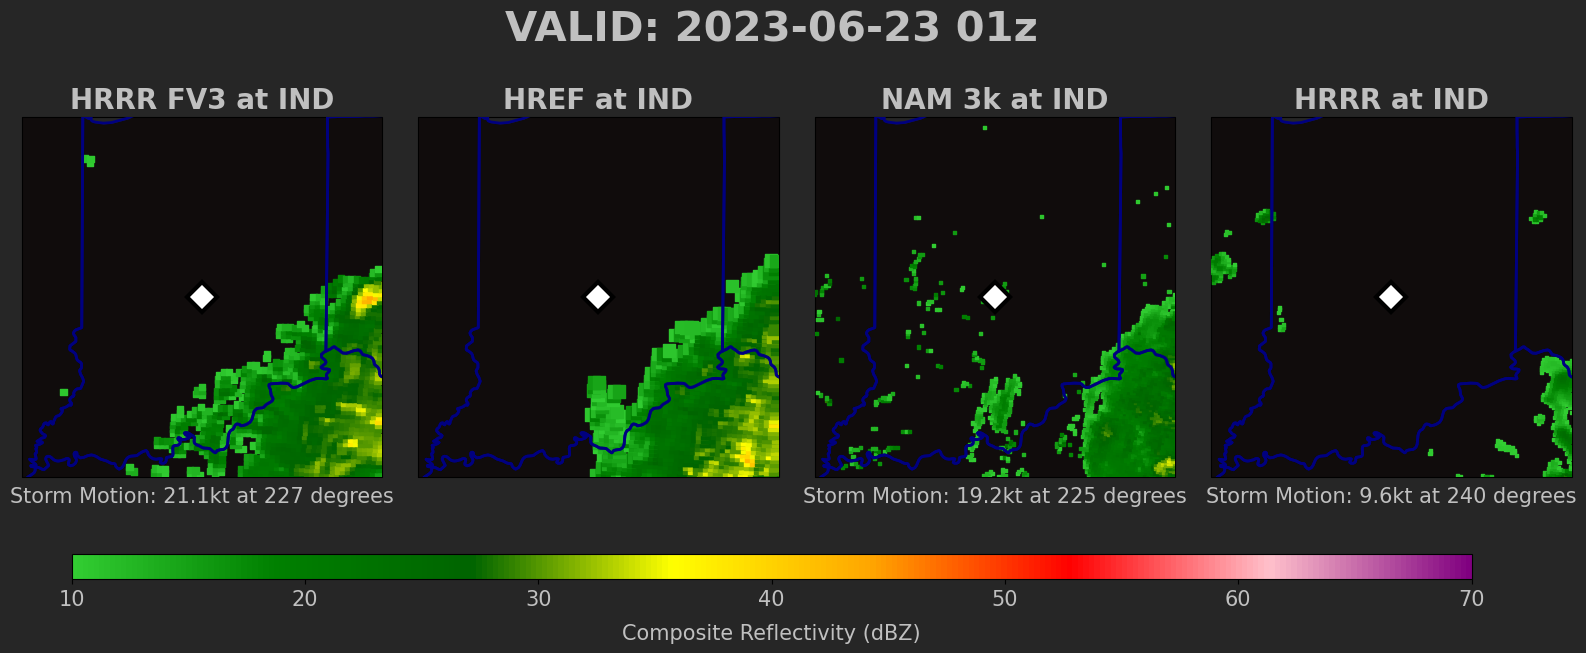 VALID: 2023-06-23 01z
HRRR FV3 at IND
HREF at IND
NAM 3k at IND
HRRR at IND
Storm Motion: 21.1kt at 227 degrees
Storm Motion: 19.2kt at 225 degrees
Storm Motion: 9.6kt at 240 degrees
10 20 30 40 50 60 70
Composite Reflectivity (dBZ)